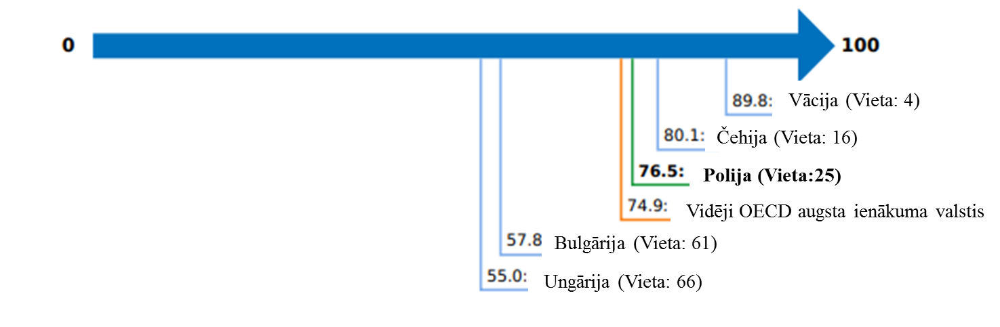 0 100
89.8: Vācija (Vieta: 4)
80.1: Čehija (Vieta: 16)
76.5: Polija (Vieta:25)
74.9: Vidēji OECD augsta ienākuma valstis
57.8 Bulgārija (Vieta: 61)
55.0: Ungārija (Vieta: 66)